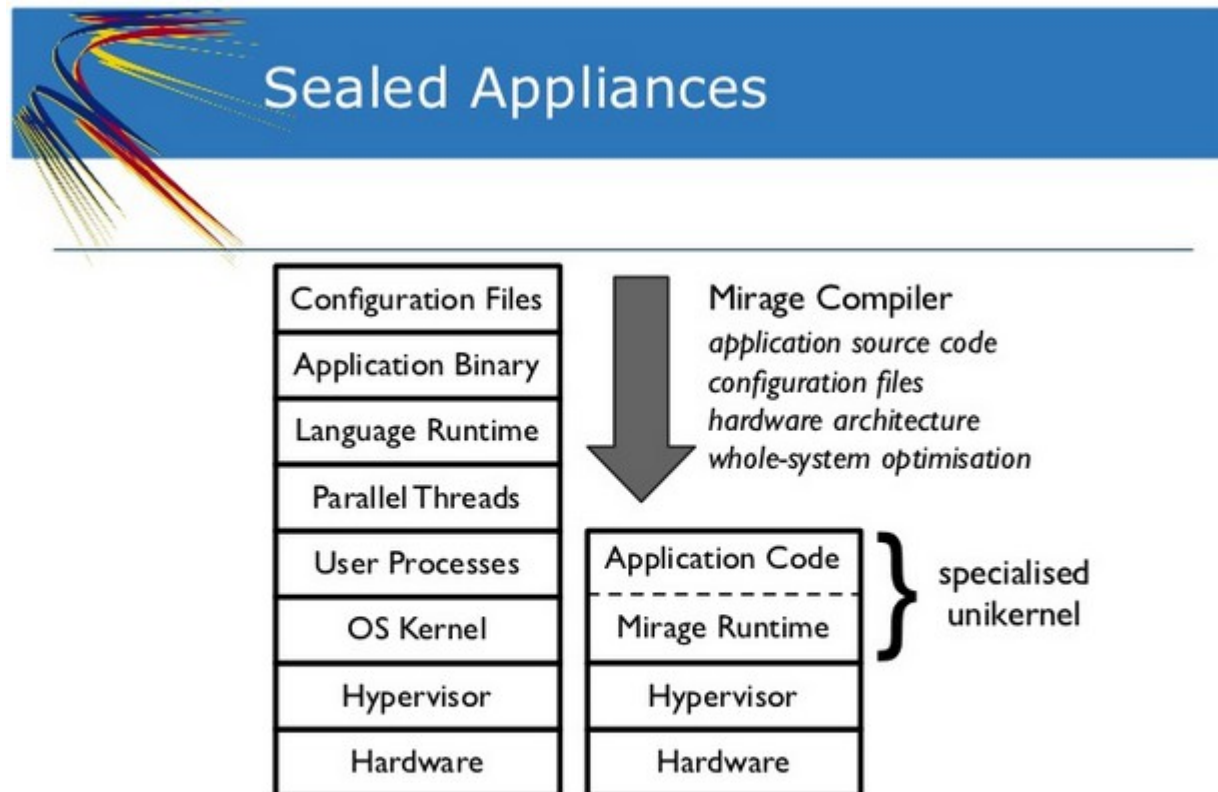 Sealed Appliances
Configuration Files
Application Binary
Language Runtime
Parallel Threads
User Processes
OS Kernel
Hypervisor
Hardware
Mirage Compiler
application source code
configuration files
hardware architecture
whole-system optimisation
Application Code
Mirage Runtime
Hypervisor
Hardware
specialised
unikernel